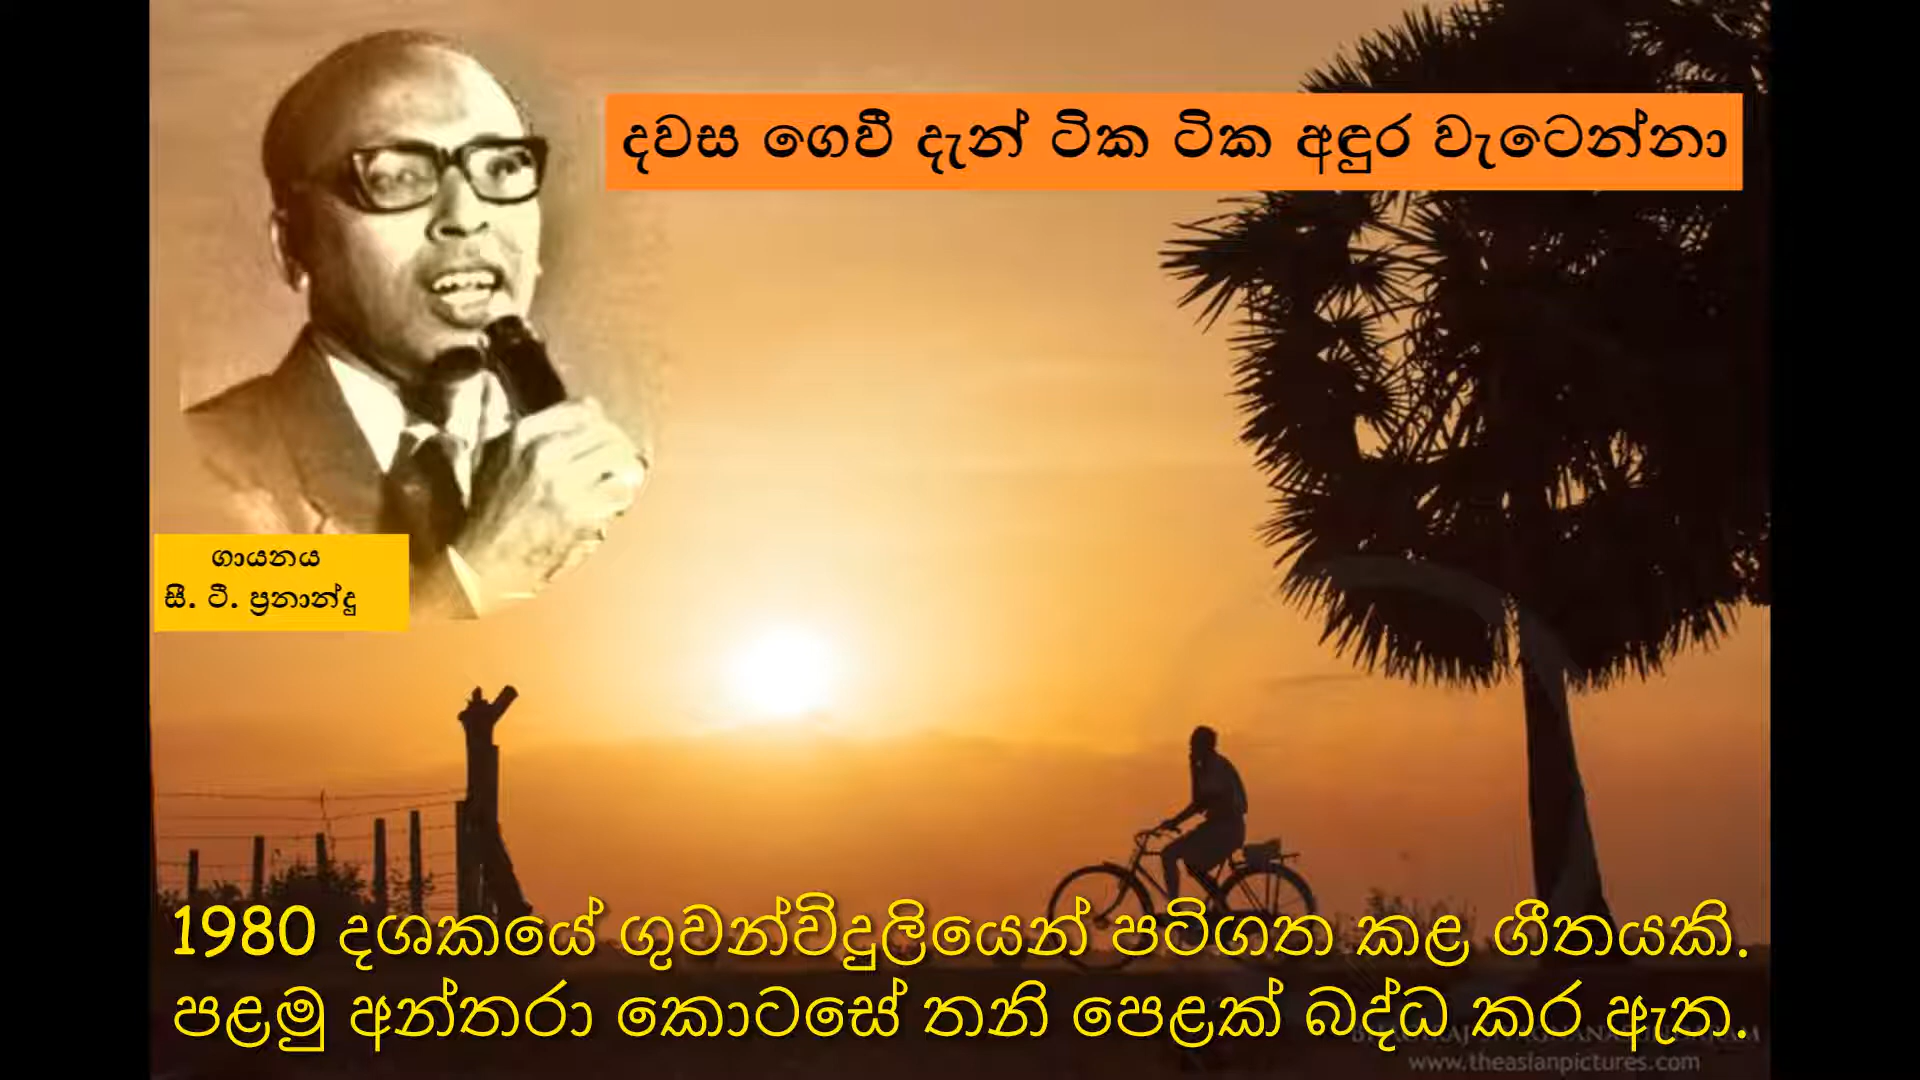 දවස ගෙවී දැන් ටික ටික අඳුර වැටෙන්නා
ගායනය
සී. ටී. ප්‍රනාන්දු
1980 දශකයේ ගුවන්විදුලියෙන් පටිගත කළ ගීතයකි.
පළමු අන්තරා කොටසේ තනි පෙළක් බද්ධ කර ඇත.
www.theasianpictures.com